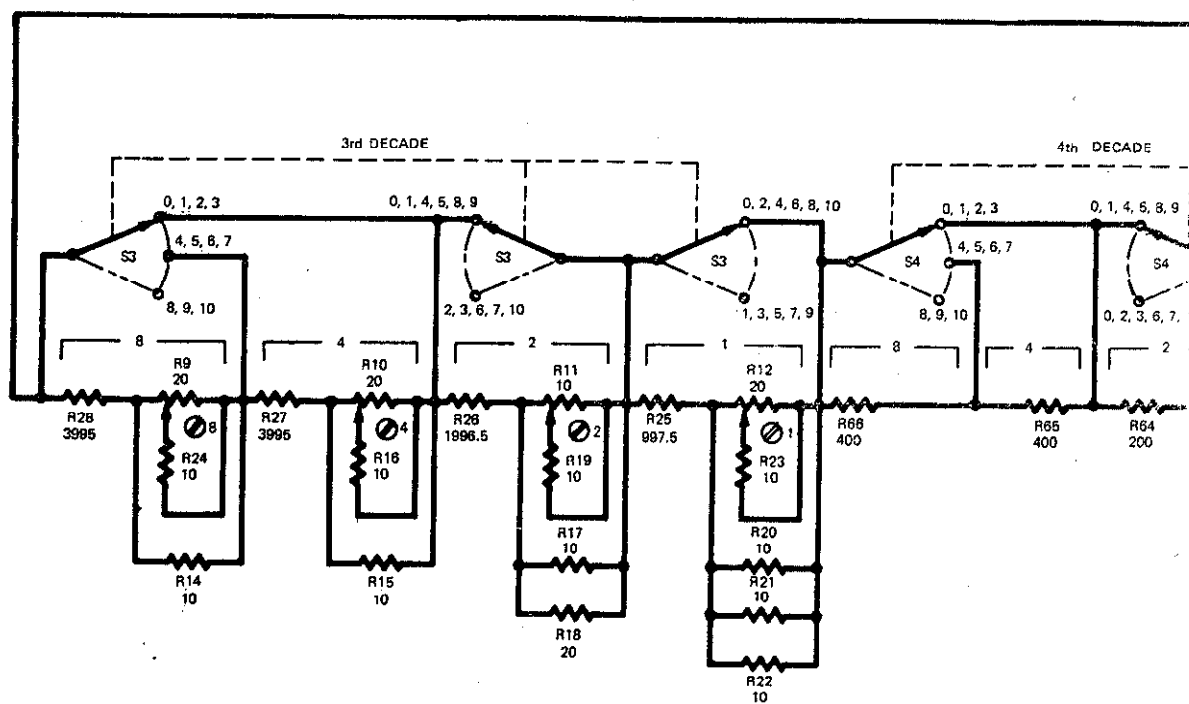 3rd DECADE
4th DECADE
0, 1, 2, 3
0, 1, 4, 5, 8, 9
0, 2, 4, 6, 8, 10
0, 1, 2, 3
0, 1, 4, 5, 8, 9
4, 5, 6, 7
4, 5, 6, 7
S3
S3
S3
S4
S4
8, 9, 10
2, 3, 6, 7, 10
1, 3, 5, 7, 9
8, 9, 10
0, 2, 3, 6, 7,
8
4
2
1
8
4
2
R9
20
R10
20
R11
10
R12
20
R28
3995
R27
3995
R26
1996.5
R25
997.5
R66
400
R65
400
R64
200
8
4
2
1
R24
10
R16
10
R19
10
R23
10
R14
10
R15
10
R17
10
R18
20
R20
10
R21
10
R22
10